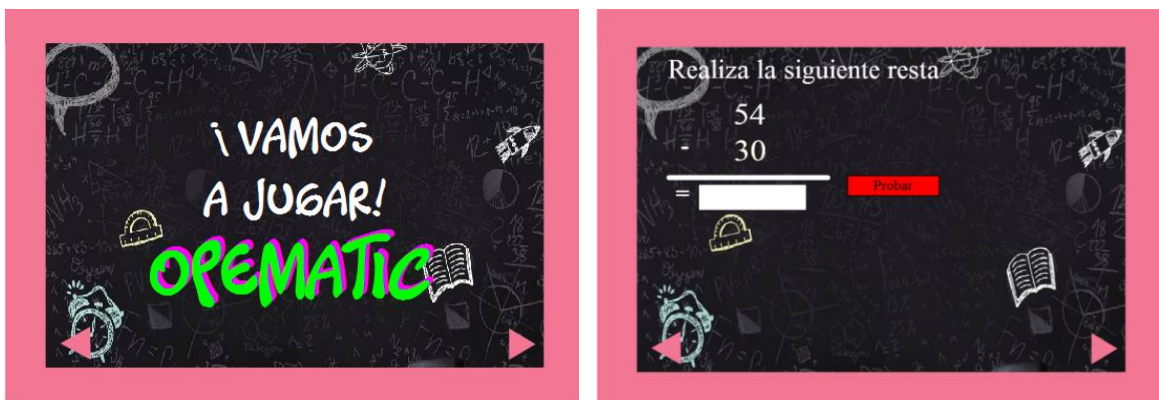 ¡VAMOS
A JUGAR!
OPEMATIC
Realiza la siguiente resta
54
- 30
=
Probar